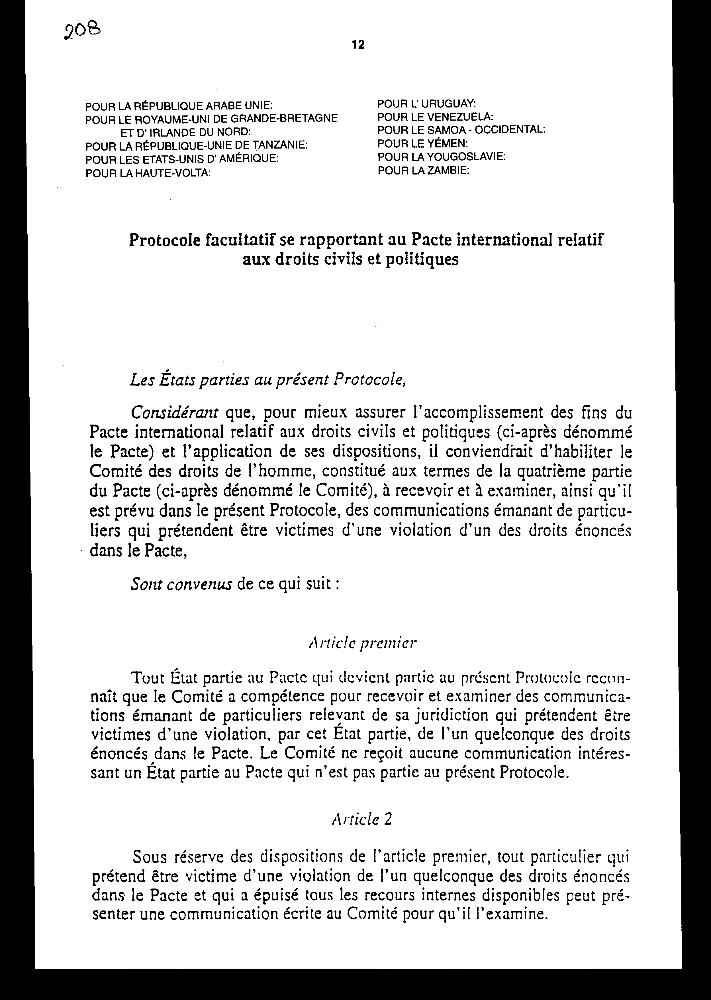 208
12
POUR LA RÉPUBLIQUE ARABE UNIE:
POUR LE ROYAUME-UNI DE GRANDE-BRETAGNE
ET D' IRLANDE DU NORD:
POUR LA RÉPUBLIQUE-UNIE DE TANZANIE:
POUR LES ETATS-UNIS D' AMÉRIQUE:
POUR LA HAUTE-VOLTA:
POUR L' URUGUAY:
POUR LE VENEZUELA:
POUR LE SAMOA - OCCIDENTAL:
POUR LE YÉMEN:
POUR LA YOUGOSLAVIE:
POUR LA ZAMBIE:
Protocole facultatif se rapportant au Pacte international relatif
aux droits civils et politiques
Les États parties au présent Protocole,
Considérant que, pour mieux assurer l'accomplissement des fins du
Pacte international relatif aux droits civils et politiques (ci-après dénommé
le Pacte) et l'application de ses dispositions, il conviendrait d'habiliter le
Comité des droits de l'homme, constitué aux termes de la quatrième partie
du Pacte (ci-après dénommé le Comité), à recevoir et à examiner, ainsi qu'il
est prévu dans le présent Protocole, des communications émanant de particu-
liers qui prétendent être victimes d'une violation d'un des droits énoncés
dans le Pacte,
Sont convenus de ce qui suit :
Article premier
Tout État partie au Pacte qui devient partie au présent Protocole recon-
naît que le Comité a compétence pour recevoir et examiner des communica-
tions émanant de particuliers relevant de sa juridiction qui prétendent être
victimes d'une violation, par cet État partie, de l'un quelconque des droits
énoncés dans le Pacte. Le Comité ne reçoit aucune communication intéres-
sant un État partie au Pacte qui n'est pas partie au présent Protocole.
Article 2
Sous réserve des dispositions de l'article premier, tout particulier qui
prétend être victime d'une violation de l'un quelconque des droits énoncés
dans le Pacte et qui a épuisé tous les recours internes disponibles peut pré-
senter une communication écrite au Comité pour qu'il l'examine.